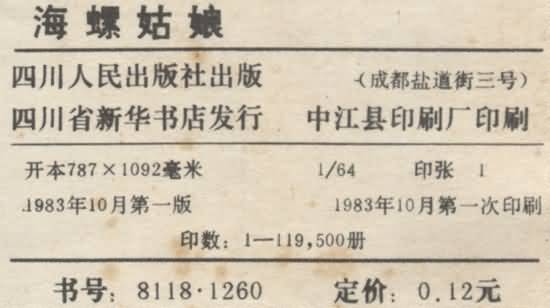 海螺姑娘
四川人民出版社出版 (成都盐道街三号)
四川省新华书店发行 中江县印刷厂印刷
开本787×1092毫米 1/64 印张 1
1983年10月第一版 1983年10月第一次印刷
印数：1—119,500册
书号：8118·1260 定价：0.12元